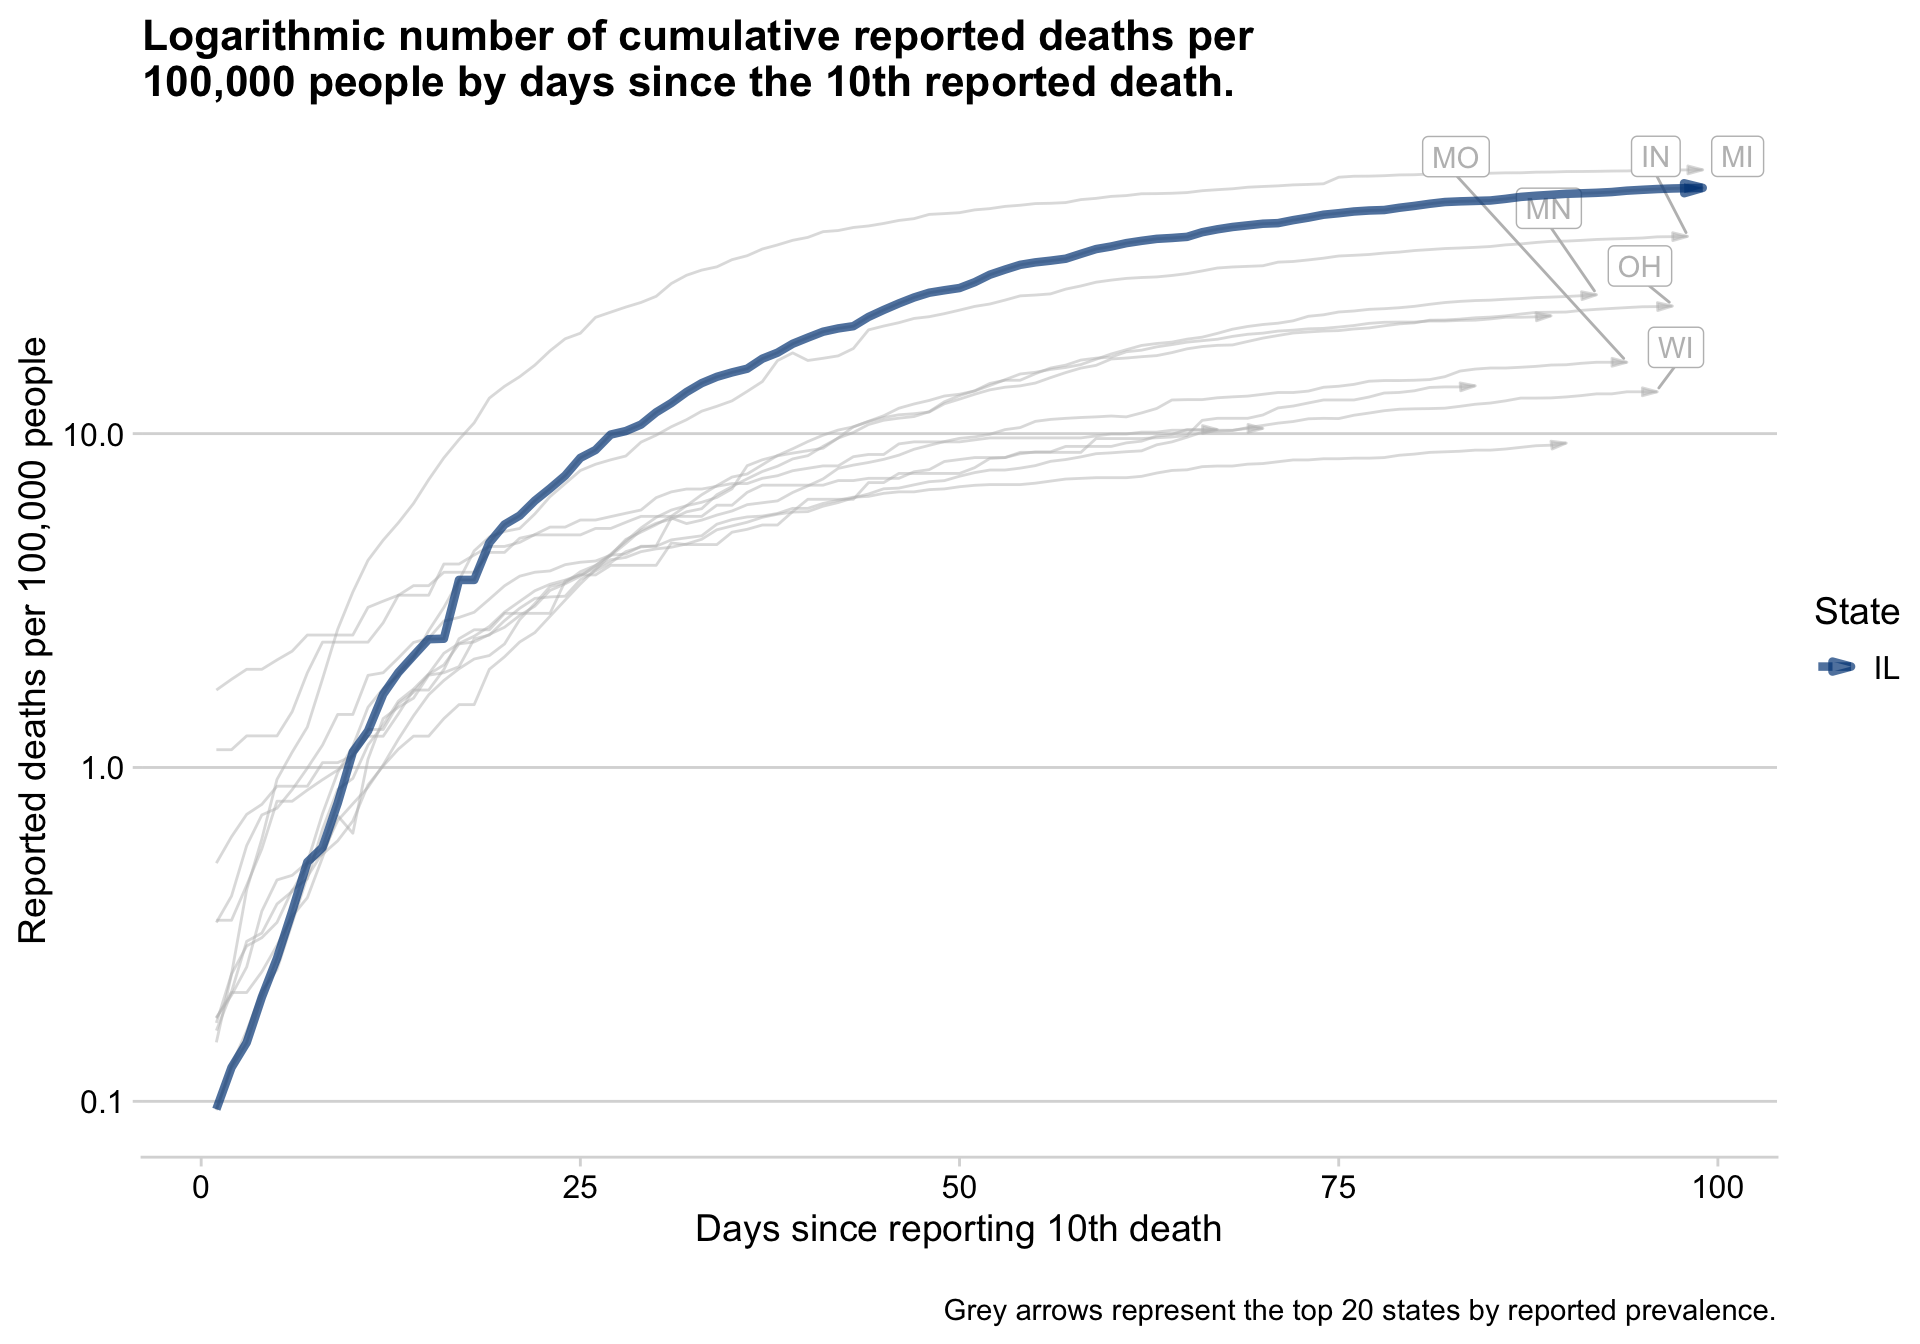 Logarithmic number of cumulative reported deaths per
100,000 people by days since the 10th reported death.
MO
IN
MI
MN
OH
WI
Reported deaths per 100,000 people
10.0
1.0
0.1
State
IL
0
25
50
75
100
Days since reporting 10th death
Grey arrows represent the top 20 states by reported prevalence.